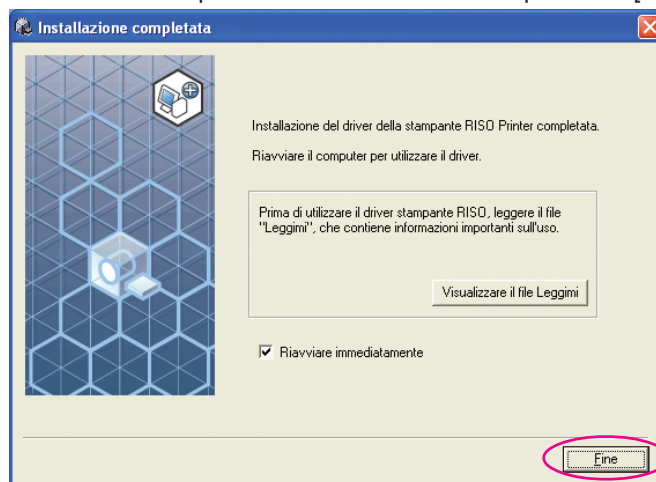 Installazione completata
Installazione del driver della stampante RISO Printer completata.
Riavviare il computer per utilizzare il driver.
Prima di utilizzare il driver stampante RISO, leggere il file
"Leggimi", che contiene informazioni importanti sull'uso.
Visualizzare il file Leggimi
Riavviare immediatamente
Fine